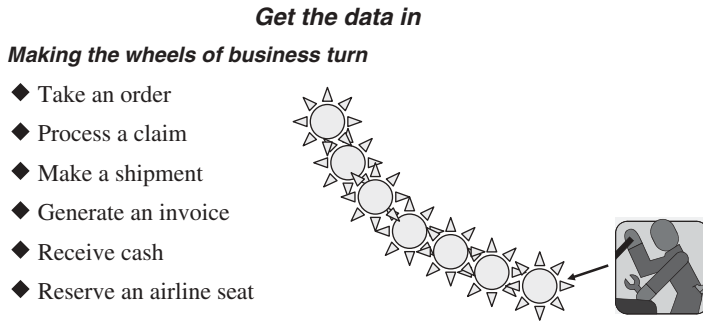 Get the data in
Making the wheels of business turn
◆ Take an order
◆ Process a claim
◆ Make a shipment
◆ Generate an invoice
◆ Receive cash
◆ Reserve an airline seat